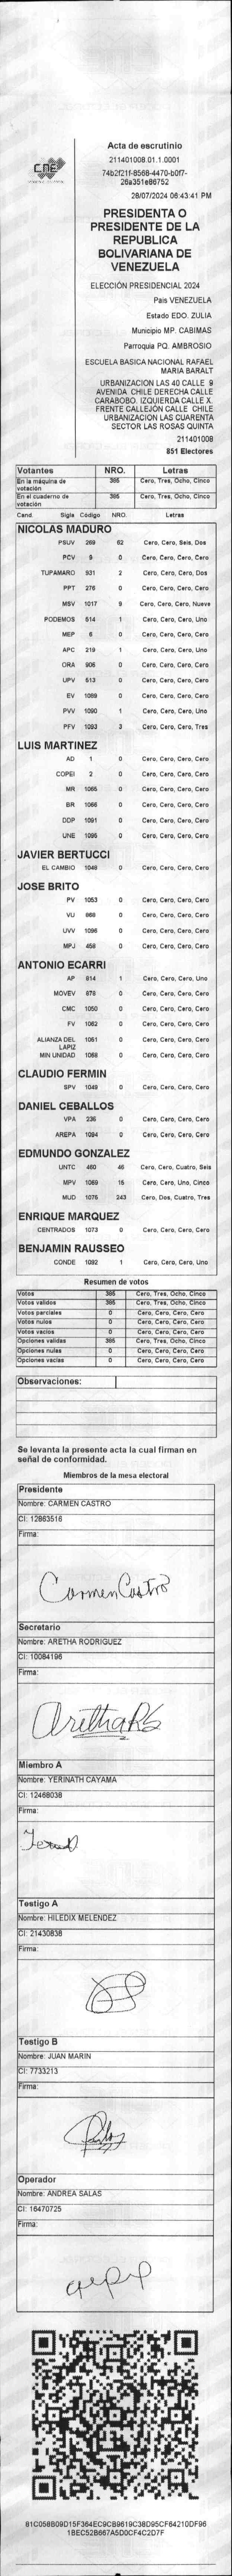 CNE
Acta de escrutinio
211401008.01.1.0001
74b2f21f-8568-4470-b0f7-
26a351e86752
28/07/2024 06:43:41 PM
PRESIDENTA O
PRESIDENTE DE LA
REPUBLICA
BOLIVARIANA DE
VENEZUELA
ELECCIÓN PRESIDENCIAL 2024
Pais VENEZUELA
Estado EDO. ZULIA
Municipio MP. CABIMAS
Parroquia PQ. AMBROSIO
ESCUELA BASICA NACIONAL RAFAEL
MARIA BARALT
URBANIZACION LAS 40 CALLE 9
AVENIDA CHILE DERECHA CALLE
CARABOBO. IZQUIERDA CALLE X.
FRENTE CALLEJÓN CALLE CHILE
URBANIZACION LAS CUARENTA
SECTOR LAS ROSAS QUINTA
211401008
851 Electores
Votantes NRO. Letras
En la máquina de votación 385 Cero, Tres, Ocho, Cinco
En el cuaderno de votación 385 Cero, Tres, Ocho, Cinco
Cand. Sigla Código NRO. Letras
NICOLAS MADURO
PSUV 269 62 Cero, Cero, Seis, Dos
PCV 9 0 Cero, Cero, Cero, Cero
TUPAMARO 931 2 Cero, Cero, Cero, Dos
PPT 276 0 Cero, Cero, Cero, Cero
MSV 1017 9 Cero, Cero, Cero, Nueve
PODEMOS 614 1 Cero, Cero, Cero, Uno
MEP 6 0 Cero, Cero, Cero, Cero
APC 219 1 Cero, Cero, Cero, Uno
ORA 906 0 Cero, Cero, Cero, Cero
UPV 513 0 Cero, Cero, Cero, Cero
EV 1089 0 Cero, Cero, Cero, Cero
PVV 1090 1 Cero, Cero, Cero, Uno
PFV 1093 3 Cero, Cero, Cero, Tres
LUIS MARTINEZ
AD 1 0 Cero, Cero, Cero, Cero
COPEI 2 0 Cero, Cero, Cero, Cero
MR 1065 0 Cero, Cero, Cero, Cero
BR 1066 0 Cero, Cero, Cero, Cero
DDP 1091 0 Cero, Cero, Cero, Cero
UNE 1095 0 Cero, Cero, Cero, Cero
JAVIER BERTUCCI
EL CAMBIO 1048 0 Cero, Cero, Cero, Cero
JOSE BRITO
PV 1053 0 Cero, Cero, Cero, Cero
VU 868 0 Cero, Cero, Cero, Cero
UVV 1096 0 Cero, Cero, Cero, Cero
MPJ 458 0 Cero, Cero, Cero, Cero
ANTONIO ECARRI
AP 814 1 Cero, Cero, Cero, Uno
MOVEV 878 0 Cero, Cero, Cero, Cero
CMC 1050 0 Cero, Cero, Cero, Cero
FV 1062 0 Cero, Cero, Cero, Cero
ALIANZA DEL LAPIZ 1061 0 Cero, Cero, Cero, Cero
MIN UNIDAD 1068 0 Cero, Cero, Cero, Cero
CLAUDIO FERMIN
SPV 1049 0 Cero, Cero, Cero, Cero
DANIEL CEBALLOS
VPA 236 0 Cero, Cero, Cero, Cero
AREPA 1094 0 Cero, Cero, Cero, Cero
EDMUNDO GONZALEZ
UNTC 460 46 Cero, Cero, Cuatro, Seis
MPV 1069 15 Cero, Cero, Uno, Cinco
MUD 1075 243 Cero, Dos, Cuatro, Tres
ENRIQUE MARQUEZ
CENTRADOS 1073 0 Cero, Cero, Cero, Cero
BENJAMIN RAUSSEO
CONDE 1092 1 Cero, Cero, Cero, Uno
Resumen de votos
Votos 385 Cero, Tres, Ocho, Cinco
Votos validos 385 Cero, Tres, Ocho, Cinco
Votos parciales 0 Cero, Cero, Cero, Cero
Votos nulos 0 Cero, Cero, Cero, Cero
Votos vacios 0 Cero, Cero, Cero, Cero
Opciones validas 385 Cero, Tres, Ocho, Cinco
Opciones nulas 0 Cero, Cero, Cero, Cero
Opciones vacias 0 Cero, Cero, Cero, Cero
Observaciones:
Se levanta la presente acta la cual firman en
señal de conformidad.
Miembros de la mesa electoral
Presidente
Nombre: CARMEN CASTRO
CI: 12863516
Firma:
Carmen Castro
Secretario
Nombre: ARETHA RODRIGUEZ
CI: 10084196
Firma:
Miembro A
Nombre: YERINATH CAYAMA
CI: 12468038
Firma:
Testigo A
Nombre: HILEDIX MELENDEZ
CI: 21430838
Firma:
Testigo B
Nombre: JUAN MARIN
CI: 7733213
Firma:
Operador
Nombre: ANDREA SALAS
CI: 16470725
Firma:
81C058B09D15F364EC9CB9619C38D95CF64210DF96
1BEC52B667A5D0CF4C2D7F